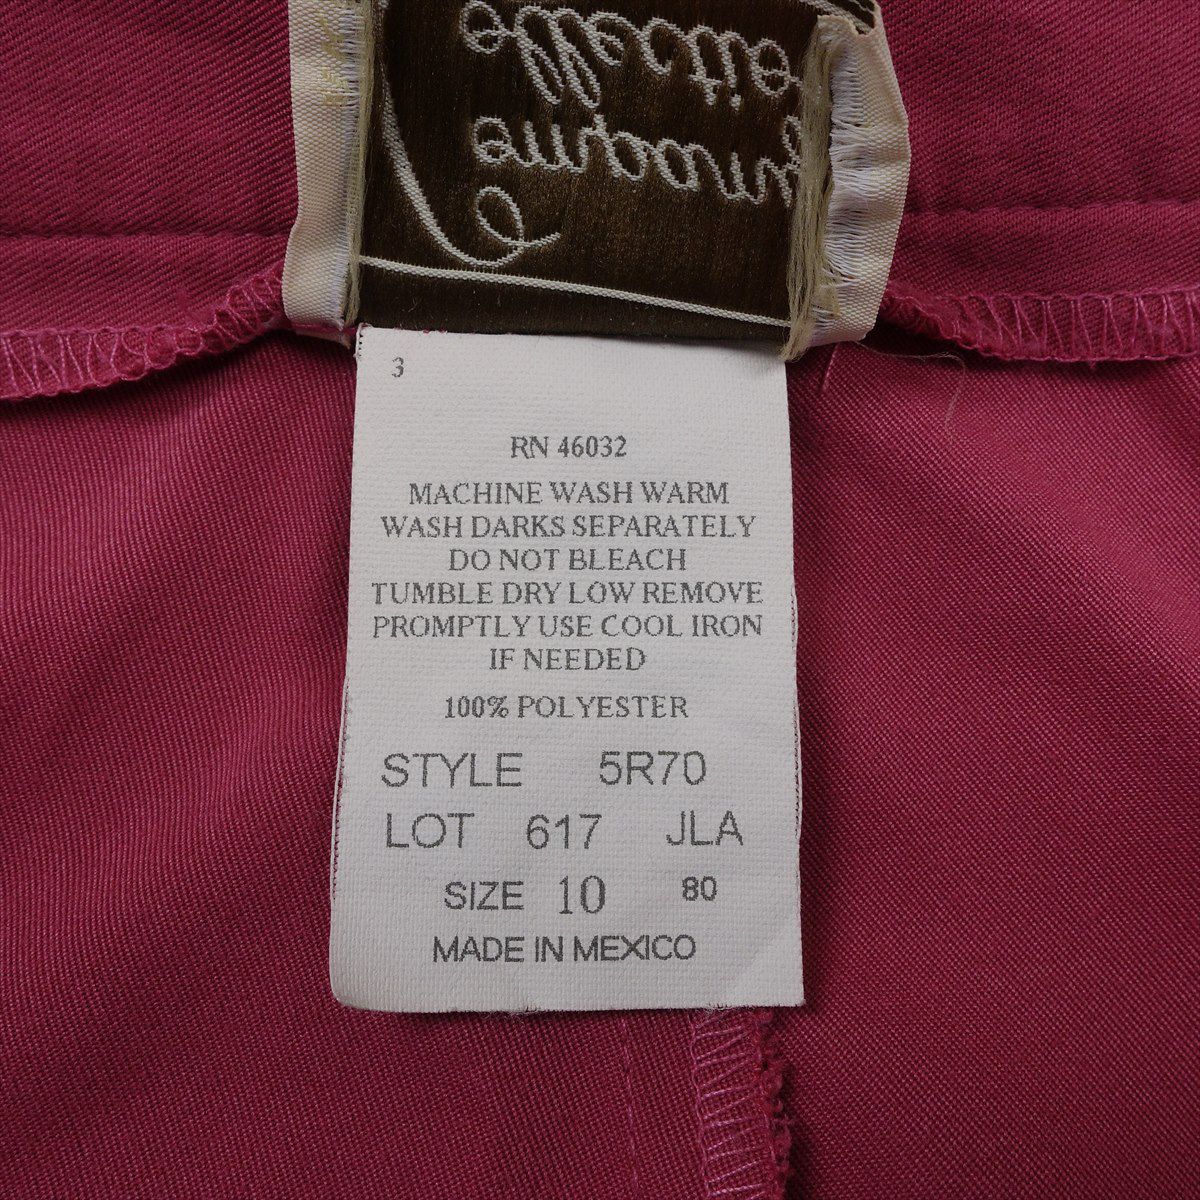 3
RN 46032
MACHINE WASH WARM
WASH DARKS SEPARATELY
DO NOT BLEACH
TUMBLE DRY LOW REMOVE
PROMPTLY USE COOL IRON
IF NEEDED
100% POLYESTER
STYLE 5R70
LOT 617 JLA
SIZE 10 80
MADE IN MEXICO